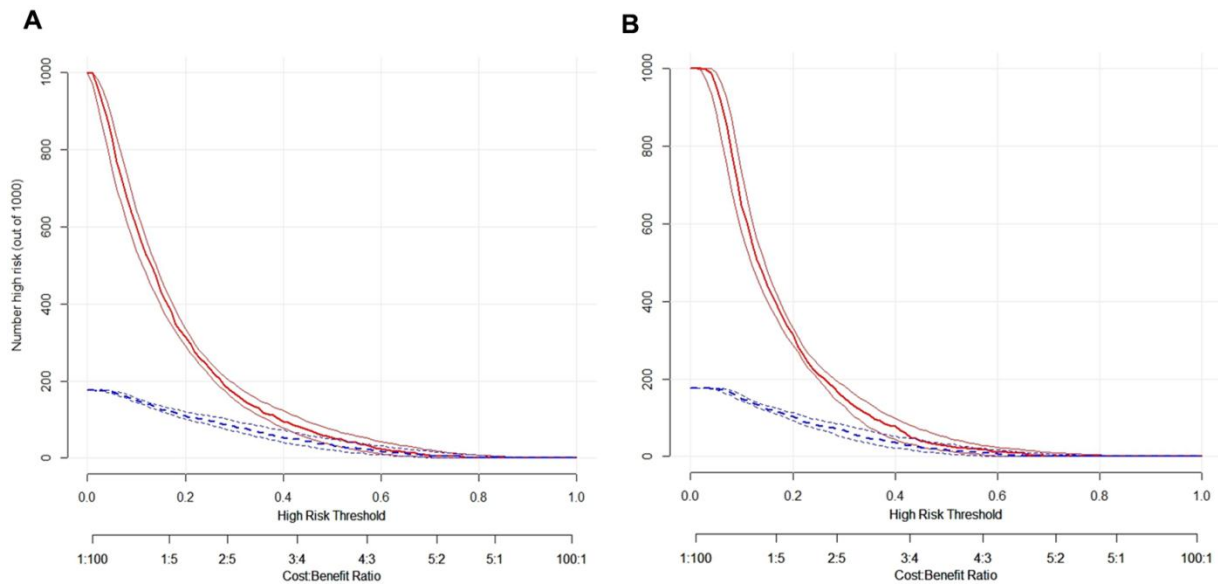 A
B
Number high risk (out of 1000)
1000
800
600
400
200
0
0.0 0.2 0.4 0.6 0.8 1.0
High Risk Threshold
1:100 1:5 2:5 3:4 4:3 5:2 5:1 100:1
Cost:Benefit Ratio
1000
800
600
400
200
0
0.0 0.2 0.4 0.6 0.8 1.0
High Risk Threshold
1:100 1:5 2:5 3:4 4:3 5:2 5:1 100:1
Cost:Benefit Ratio